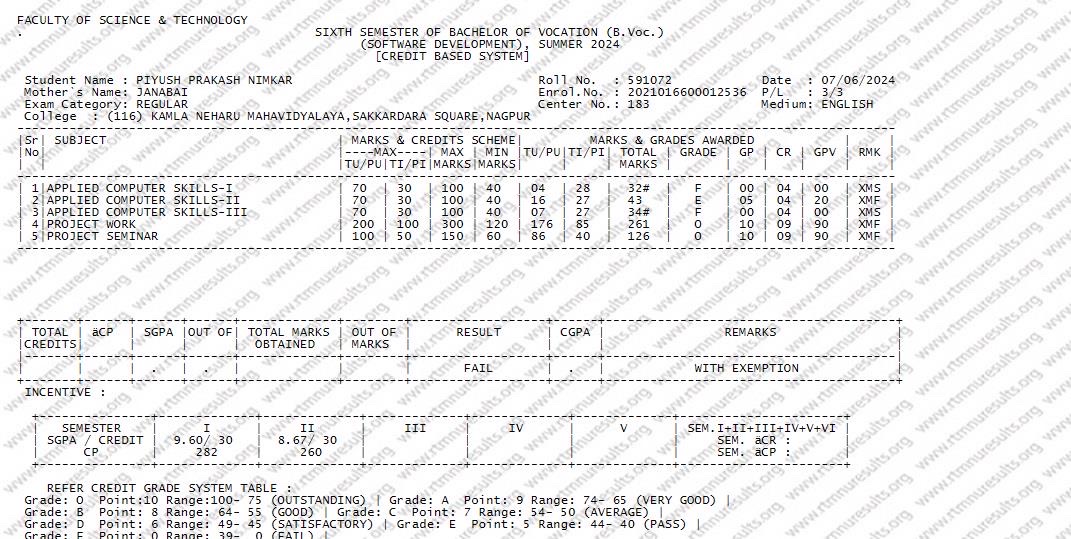 FACULTY OF SCIENCE & TECHNOLOGY
. SIXTH SEMESTER OF BACHELOR OF VOCATION (B.Voc.)
(SOFTWARE DEVELOPMENT), SUMMER 2024
[CREDIT BASED SYSTEM]
Student Name : PIYUSH PRAKASH NIMKAR Roll No. : 591072 Date : 07/06/2024
Mother`s Name: JANABAI Enrol.No. : 2021016600012536 P/L : 3/3
Exam Category: REGULAR Center No.: 183 Medium: ENGLISH
College : (116) KAMLA NEHARU MAHAVIDYALAYA,SAKKARDARA SQUARE,NAGPUR
|Sr| SUBJECT | MARKS & CREDITS SCHEME| MARKS & GRADES AWARDED | |
|No| |----MAX----| MAX | MIN |TU/PU|TI/PI| TOTAL | GRADE | GP | CR | GPV | RMK |
| | |TU/PU|TI/PI|MARKS|MARKS| | | MARKS | | | | | |
| 1|APPLIED COMPUTER SKILLS-I | 70 | 30 | 100 | 40 | 04 | 28 | 32# | F | 00 | 04 | 00 | XMS |
| 2|APPLIED COMPUTER SKILLS-II | 70 | 30 | 100 | 40 | 16 | 27 | 43 | E | 05 | 04 | 20 | XMF |
| 3|APPLIED COMPUTER SKILLS-III | 70 | 30 | 100 | 40 | 07 | 27 | 34# | F | 00 | 04 | 00 | XMS |
| 4|PROJECT WORK | 200 | 100 | 300 | 120 | 176 | 85 | 261 | O | 10 | 09 | 90 | XMF |
| 5|PROJECT SEMINAR | 100 | 50 | 150 | 60 | 86 | 40 | 126 | O | 10 | 09 | 90 | XMF |
| TOTAL | äCP | SGPA |OUT OF| TOTAL MARKS | OUT OF | RESULT | CGPA | REMARKS |
|CREDITS| | | | OBTAINED | MARKS | | | |
| | | . | . | | | FAIL | . | WITH EXEMPTION |
INCENTIVE :
| SEMESTER | I | II | III | IV | V | SEM.I+II+III+IV+V+VI |
| SGPA / CREDIT | 9.60/ 30 | 8.67/ 30 | | | | SEM. äCR : |
| CP | 282 | 260 | | | | SEM. äCP : |
REFER CREDIT GRADE SYSTEM TABLE :
Grade: O Point:10 Range:100- 75 (OUTSTANDING) | Grade: A Point: 9 Range: 74- 65 (VERY GOOD) |
Grade: B Point: 8 Range: 64- 55 (GOOD) | Grade: C Point: 7 Range: 54- 50 (AVERAGE) |
Grade: D Point: 6 Range: 49- 45 (SATISFACTORY) | Grade: E Point: 5 Range: 44- 40 (PASS) |
Grade: F Point: 0 Range: 39- 0 (FAIL) |
www.rtmnuresults.org